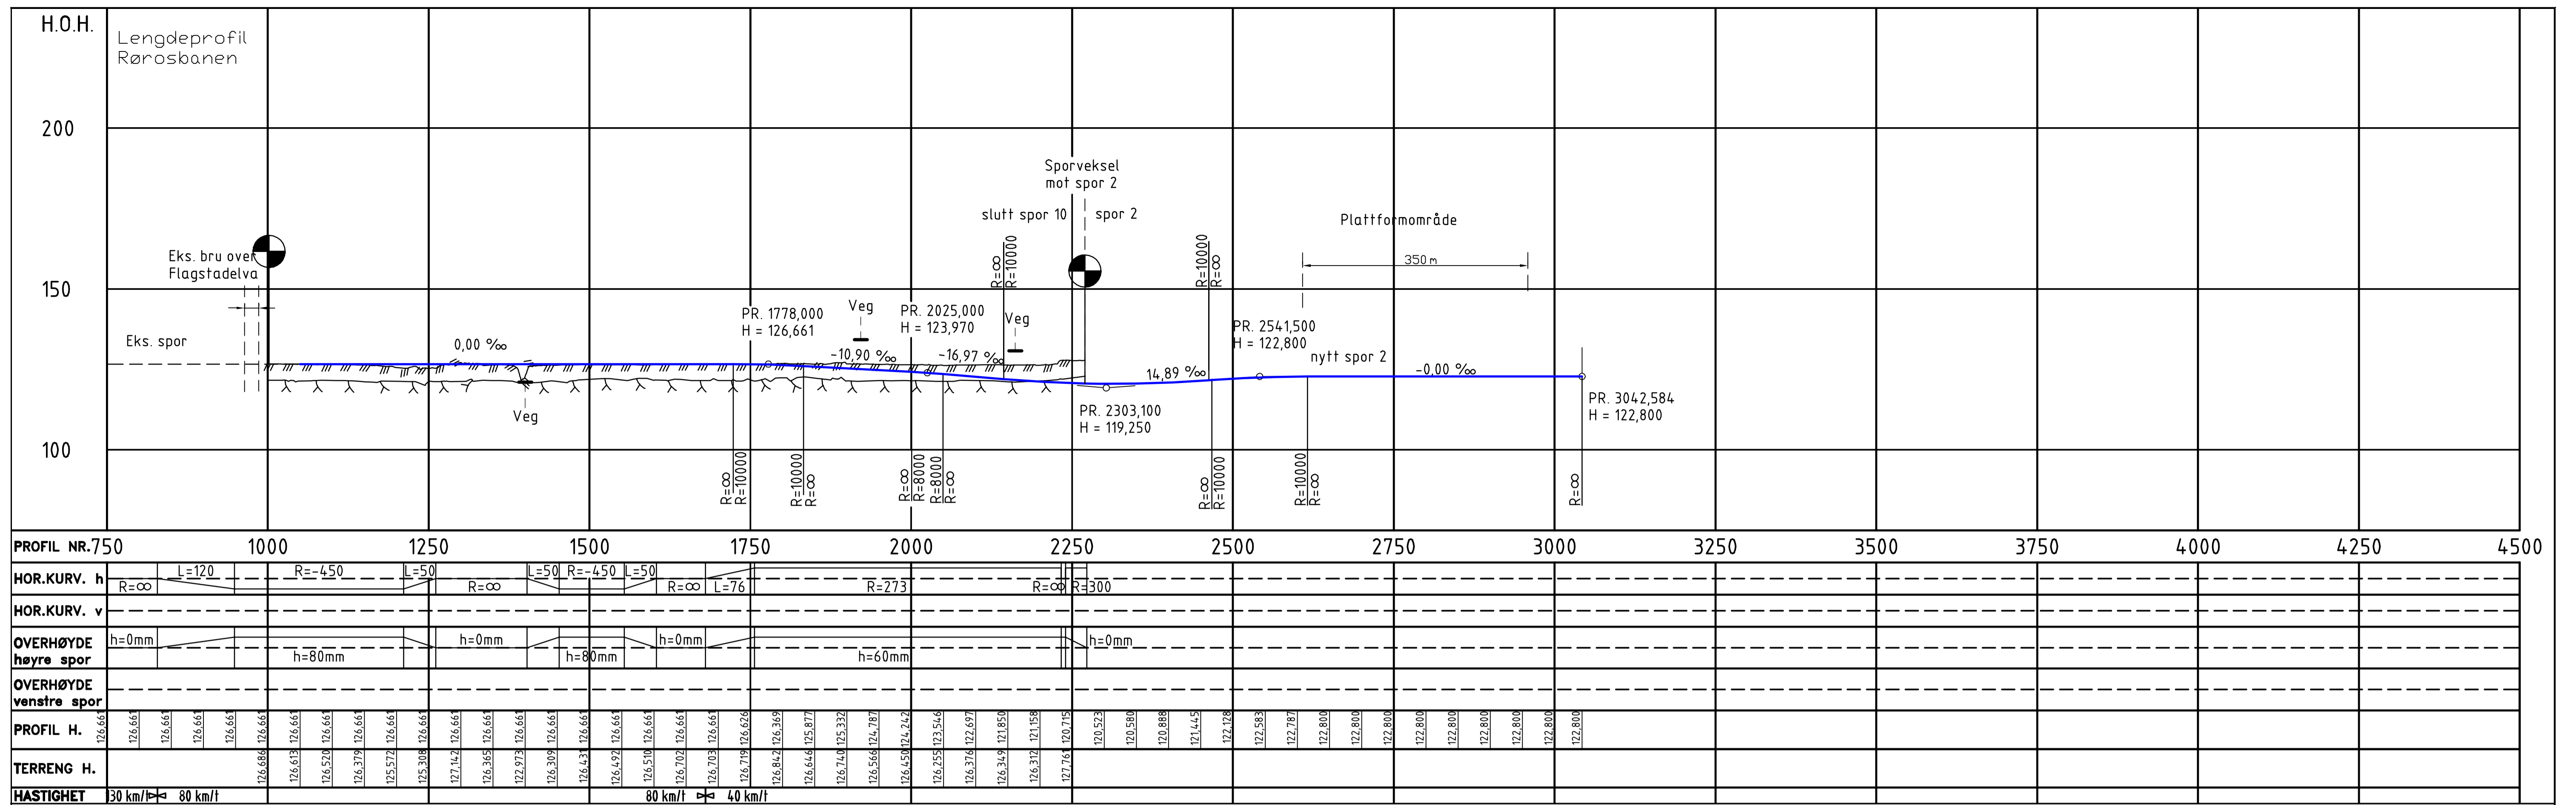 H.O.H.
Lengdeprofil
Rørosbanen
200
150
100
Sporveksel
mot spor 2
slutt spor 10
spor 2
Plattformområde
350 m
Eks. bru over
Flagstadelva
Eks. spor
0,00 ‰
Veg
PR. 1778,000
H = 126,661
Veg
-10,90 ‰
PR. 2025,000
H = 123,970
-16,97 ‰
Veg
R=∞
R=10000
R=10000
R=∞
14,89 ‰
PR. 2303,100
H = 119,250
PR. 2541,500
H = 122,800
nytt spor 2
-0,00 ‰
PR. 3042,584
H = 122,800
R=∞
R=10000
R=10000
R=∞
R=∞
R=8000
R=8000
R=∞
R=∞
R=10000
R=10000
R=∞
R=∞
PROFIL NR. 750 1000 1250 1500 1750 2000 2250 2500 2750 3000 3250 3500 3750 4000 4250 4500
HOR.KURV. h
R=∞ L=120 R=-450 L=50 R=∞ L=50 R=-450 L=50 R=∞ L=76 R=273 R=∞ R=300
HOR.KURV. v
OVERHØYDE
høyre spor
h=0mm h=80mm h=0mm h=80mm h=0mm h=60mm h=0mm
OVERHØYDE
venstre spor
PROFIL H. 126,661 126,661 126,661 126,661 126,661 126,661 126,661 126,661 126,661 126,661 126,661 126,661 126,661 126,661 126,661 126,661 126,661 126,661 126,661 126,661 126,626 126,369 125,877 125,332 124,787 124,242 123,546 122,697 121,850 121,158 120,715 120,523 120,580 120,888 121,445 122,128 122,583 122,787 122,800 122,800 122,800 122,800 122,800 122,800 122,800 122,800 122,800
TERRENG H. 126,686 126,613 126,520 126,379 125,572 125,308 127,142 126,365 122,973 126,309 126,431 126,492 126,510 126,702 126,703 126,719 126,842 126,646 126,740 126,566 126,450 126,255 126,376 126,349 126,312 127,761
HASTIGHET 130 km/t 80 km/t 80 km/t 40 km/t